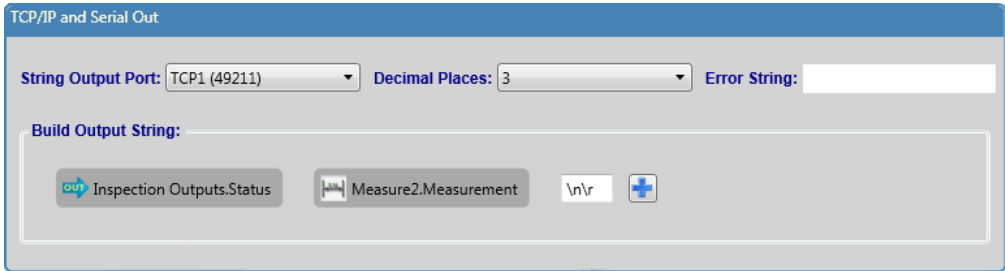 TCP/IP and Serial Out
String Output Port: TCP1 (49211) Decimal Places: 3 Error String:
Build Output String:
OUT Inspection Outputs.Status Measure2.Measurement \n\r